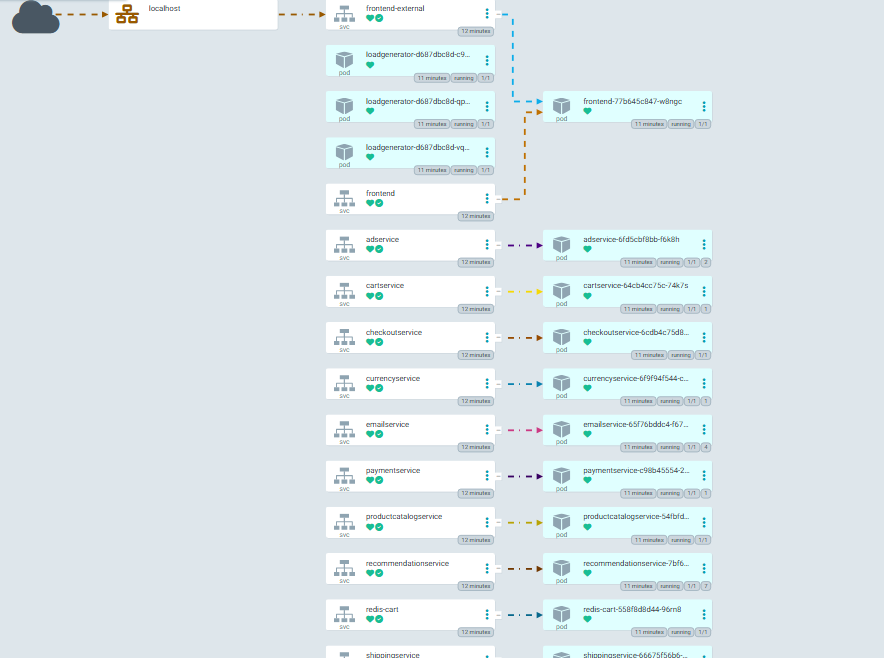 localhost
frontend-external
svc
12 minutes
loadgenerator-d687dbc8d-c9...
pod
11 minutes running 1/1
loadgenerator-d687dbc8d-qp...
pod
11 minutes running 1/1
frontend-77b645c847-w8ngc
pod
11 minutes running 1/1
loadgenerator-d687dbc8d-vq...
pod
11 minutes running 1/1
frontend
svc
12 minutes
adservice
svc
12 minutes
adservice-6fd5cbf8bb-f6k8h
pod
11 minutes running 1/1 2
cartservice
svc
12 minutes
cartservice-64cb4cc75c-74k7s
pod
11 minutes running 1/1 1
checkoutservice
svc
12 minutes
checkoutservice-6cdb4c75d8...
pod
11 minutes running 1/1
currencyservice
svc
12 minutes
currencyservice-6f9f94f544-c...
pod
11 minutes running 1/1 1
emailservice
svc
12 minutes
emailservice-65f76bddc4-f67...
pod
11 minutes running 1/1 4
paymentservice
svc
12 minutes
paymentservice-c98b45554-2...
pod
11 minutes running 1/1 1
productcatalogservice
svc
12 minutes
productcatalogservice-54fbfd...
pod
11 minutes running 1/1
recommendationservice
svc
12 minutes
recommendationservice-7bf6...
pod
11 minutes running 1/1 7
redis-cart
svc
12 minutes
redis-cart-558f8d8d44-96rn8
pod
11 minutes running 1/1
shippingservice
shippingservice-66675f56b6-...